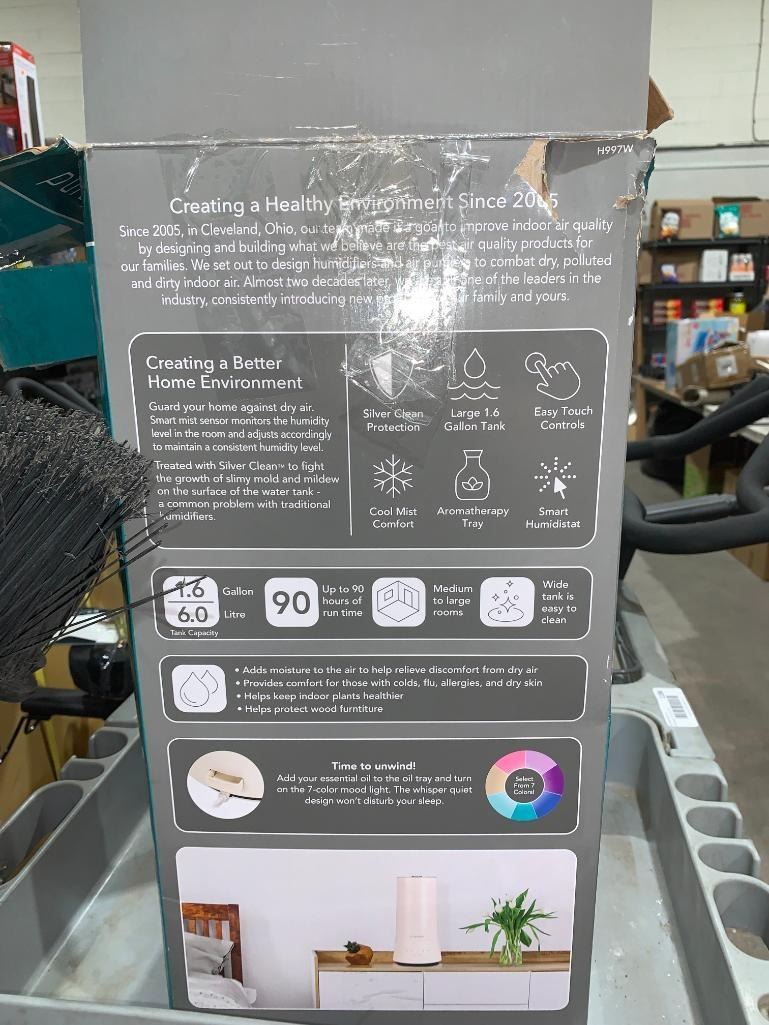 H997W
Creating a Healthy Environment Since 2005
Since 2005, in Cleveland, Ohio, our team made is a goal to improve indoor air quality
by designing and building what we believe are the best air quality products for
our families. We set out to design humidifiers and air purifiers to combat dry, polluted
and dirty indoor air. Almost two decades later, one of the leaders in the
industry, consistently introducing new family and yours.
Creating a Better
Home Environment
Guard your home against dry air.
Smart mist sensor monitors the humidity
level in the room and adjusts accordingly
to maintain a consistent humidity level.
Treated with Silver Clean™ to fight
the growth of slimy mold and mildew
on the surface of the water tank -
a common problem with traditional
humidifiers.
Silver Clean
Protection
Large 1.6
Gallon Tank
Easy Touch
Controls
Cool Mist
Comfort
Aromatherapy
Tray
Smart
Humidistat
1.6 Gallon
6.0 Litre
Tank Capacity
90
Up to 90
hours of
run time
Medium
to large
rooms
Wide
tank is
easy to
clean
• Adds moisture to the air to help relieve discomfort from dry air
• Provides comfort for those with colds, flu, allergies, and dry skin
• Helps keep indoor plants healthier
• Helps protect wood furntiture
Time to unwind!
Add your essential oil to the oil tray and turn
on the 7-color mood light. The whisper quiet
design won't disturb your sleep.
Select
From 7
Colors!